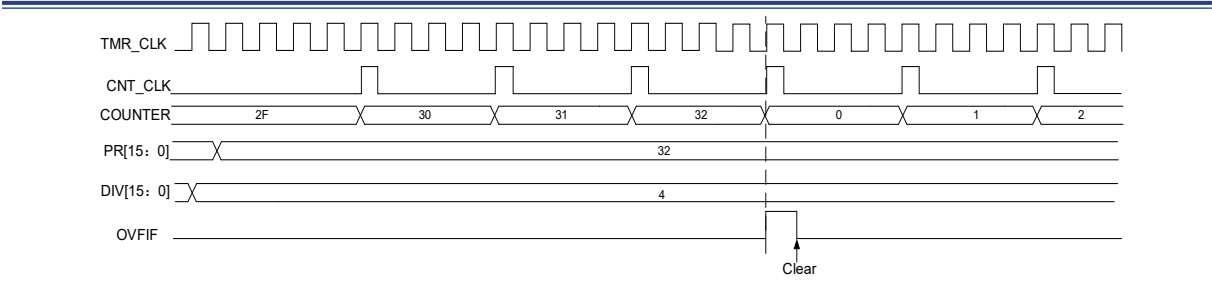 TMR_CLK
CNT_CLK
COUNTER 2F 30 31 32 0 1 2
PR[15：0] 32
DIV[15：0] 4
OVFIF
Clear